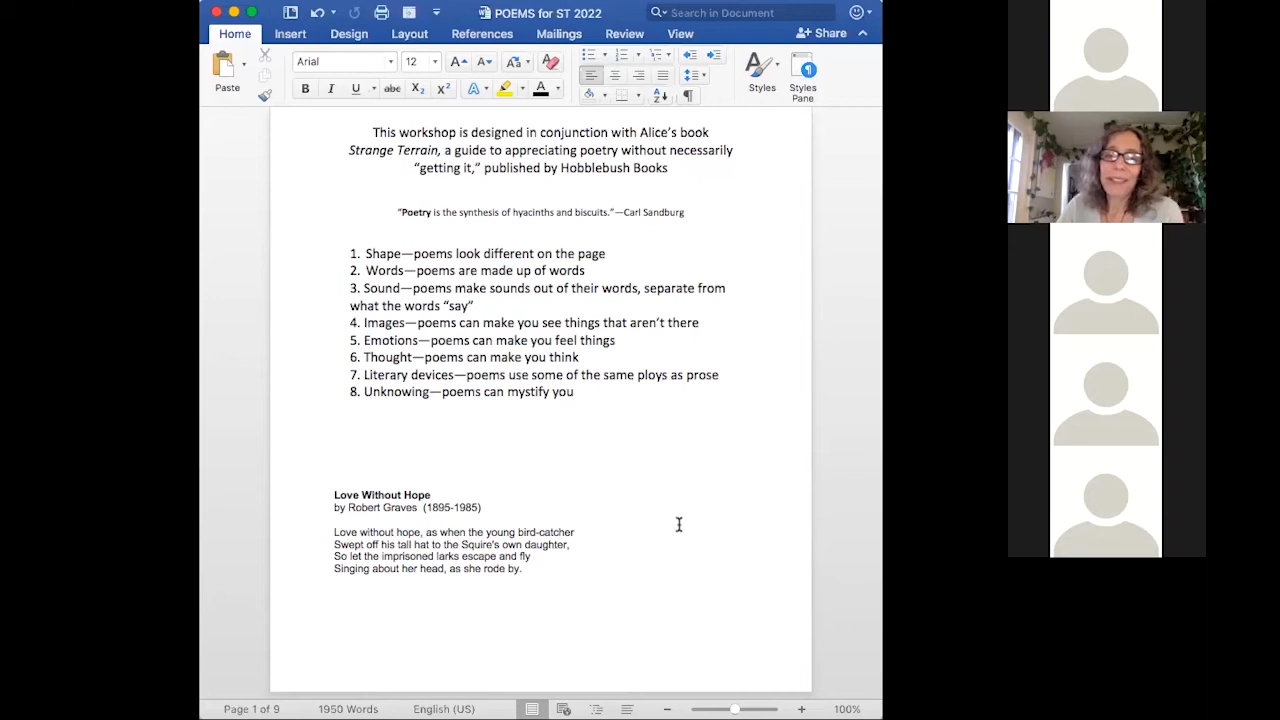 POEMS for ST 2022
Search in Document
Home Insert Design Layout References Mailings Review View Share
Paste
Arial 12
Styles
Styles Pane
This workshop is designed in conjunction with Alice's book
Strange Terrain, a guide to appreciating poetry without necessarily
“getting it,” published by Hobblebush Books
“Poetry is the synthesis of hyacinths and biscuits.”—Carl Sandburg
1. Shape—poems look different on the page
2. Words—poems are made up of words
3. Sound—poems make sounds out of their words, separate from
what the words “say”
4. Images—poems can make you see things that aren't there
5. Emotions—poems can make you feel things
6. Thought—poems can make you think
7. Literary devices—poems use some of the same ploys as prose
8. Unknowing—poems can mystify you
Love Without Hope
by Robert Graves (1895-1985)
Love without hope, as when the young bird-catcher
Swept off his tall hat to the Squire's own daughter,
So let the imprisoned larks escape and fly
Singing about her head, as she rode by.
Page 1 of 9 1950 Words English (US) 100%